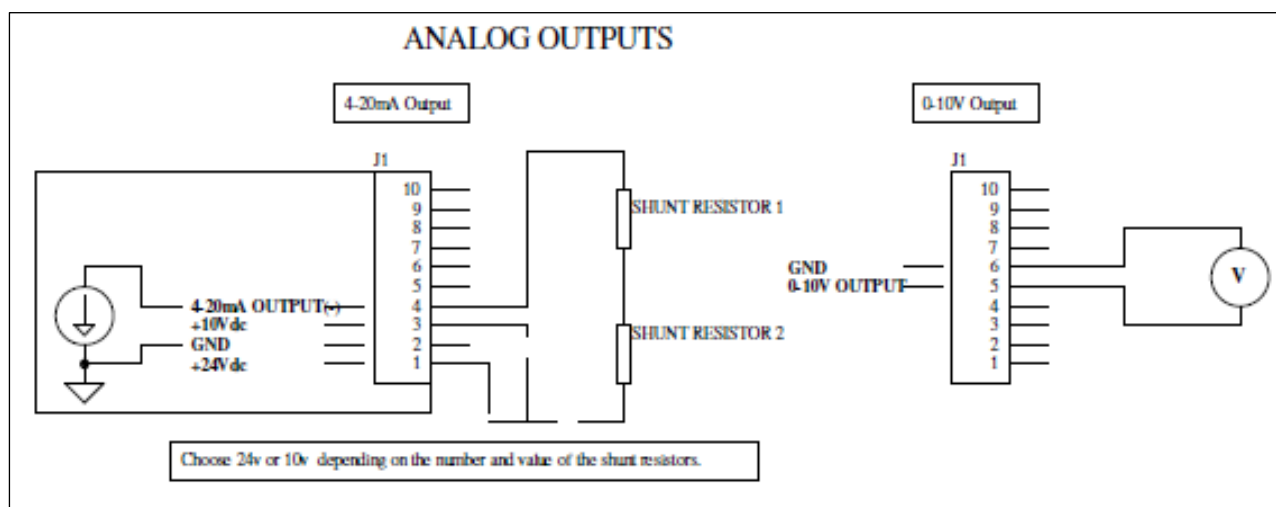 ANALOG OUTPUTS
4-20mA Output
J1
10
9
8
7
6
5
4
3
2
1
4-20mA OUTPUT(-)
+10Vdc
GND
+24Vdc
SHUNT RESISTOR 1
SHUNT RESISTOR 2
Choose 24v or 10v depending on the number and value of the shunt resistors.
0-10V Output
J1
10
9
8
7
6
5
4
3
2
1
GND
0-10V OUTPUT
V